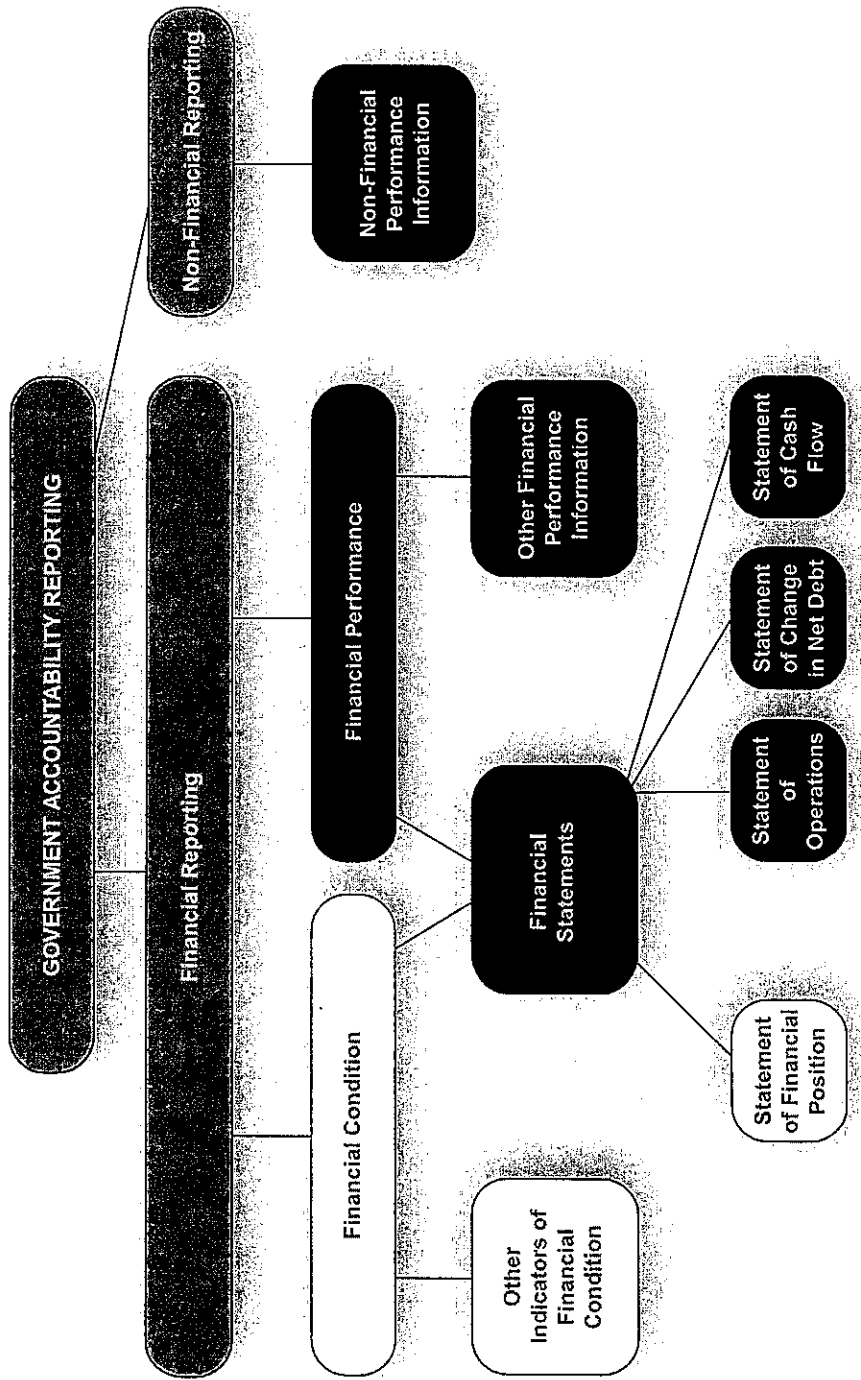 GOVERNMENT ACCOUNTABILITY REPORTING
Financial Reporting
Non-Financial Reporting
Financial Condition
Financial Performance
Non-Financial
Performance
Information
Other
Indicators of
Financial
Condition
Financial
Statements
Other Financial
Performance
Information
Statement
of Financial
Position
Statement
of
Operations
Statement
of Change
in Net Debt
Statement
of Cash
Flow